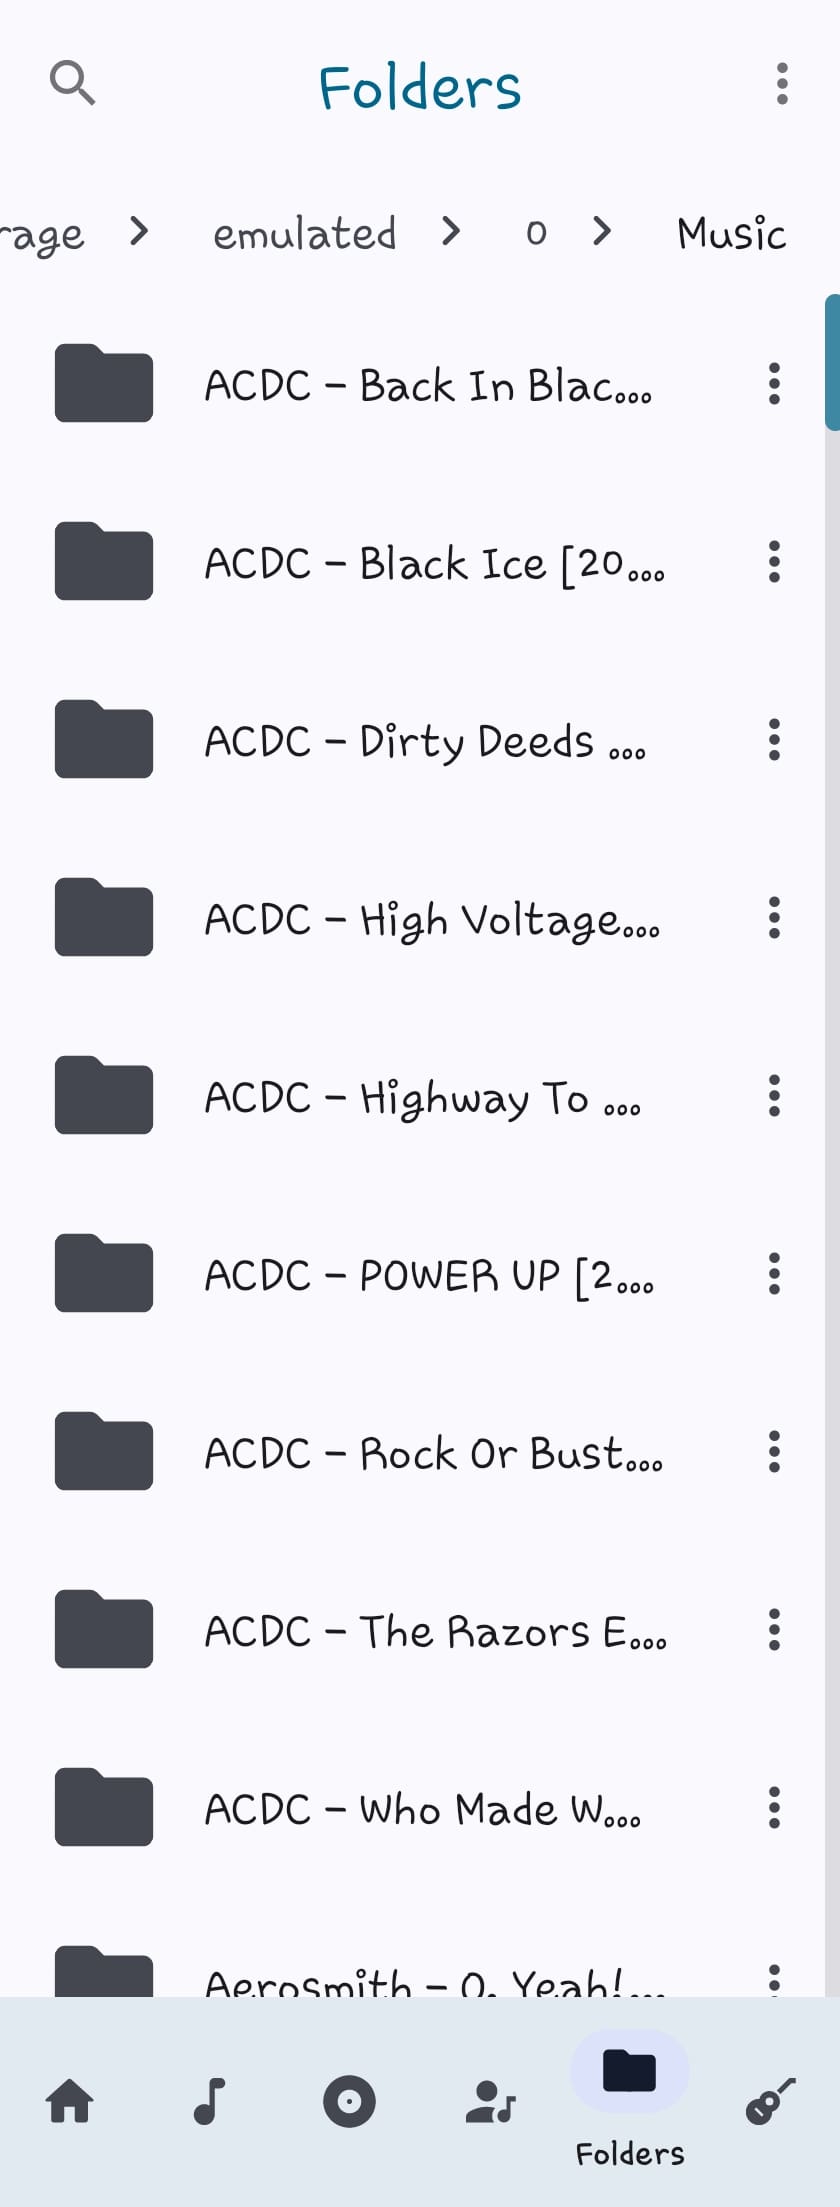 Folders
rage > emulated > 0 > Music
ACDC - Back In Blac...
ACDC - Black Ice [20...
ACDC - Dirty Deeds ...
ACDC - High Voltage...
ACDC - Highway To ...
ACDC - POWER UP [2...
ACDC - Rock Or Bust...
ACDC - The Razors E...
ACDC - Who Made W...
Aerosmith - O, Yeah!...
Folders